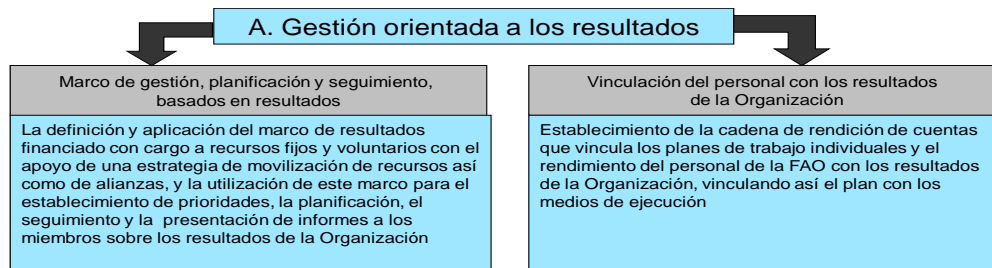 A. Gestión orientada a los resultados
Marco de gestión, planificación y seguimiento,
basados en resultados
La definición y aplicación del marco de resultados
financiado con cargo a recursos fijos y voluntarios con el
apoyo de una estrategia de movilización de recursos así
como de alianzas, y la utilización de este marco para el
establecimiento de prioridades, la planificación, el
seguimiento y la presentación de informes a los
miembros sobre los resultados de la Organización
Vinculación del personal con los resultados
de la Organización
Establecimiento de la cadena de rendición de cuentas
que vincula los planes de trabajo individuales y el
rendimiento del personal de la FAO con los resultados
de la Organización, vinculando así el plan con los
medios de ejecución